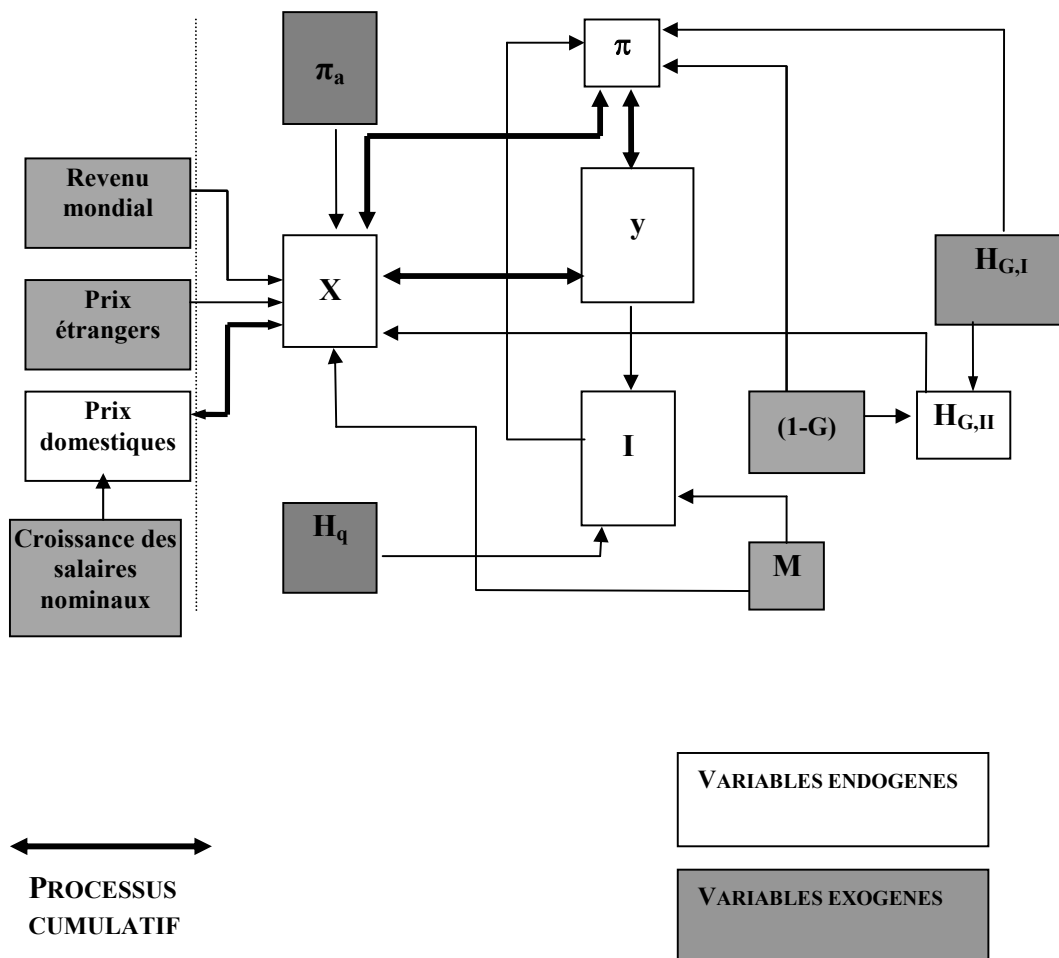 π
πa
Revenu
mondial
y
HG,I
X
Prix
étrangers
Prix
domestiques
(1-G)
HG,II
I
Hq
Croissance des
salaires
nominaux
M
VARIABLES ENDOGENES
PROCESSUS
CUMULATIF
VARIABLES EXOGENES